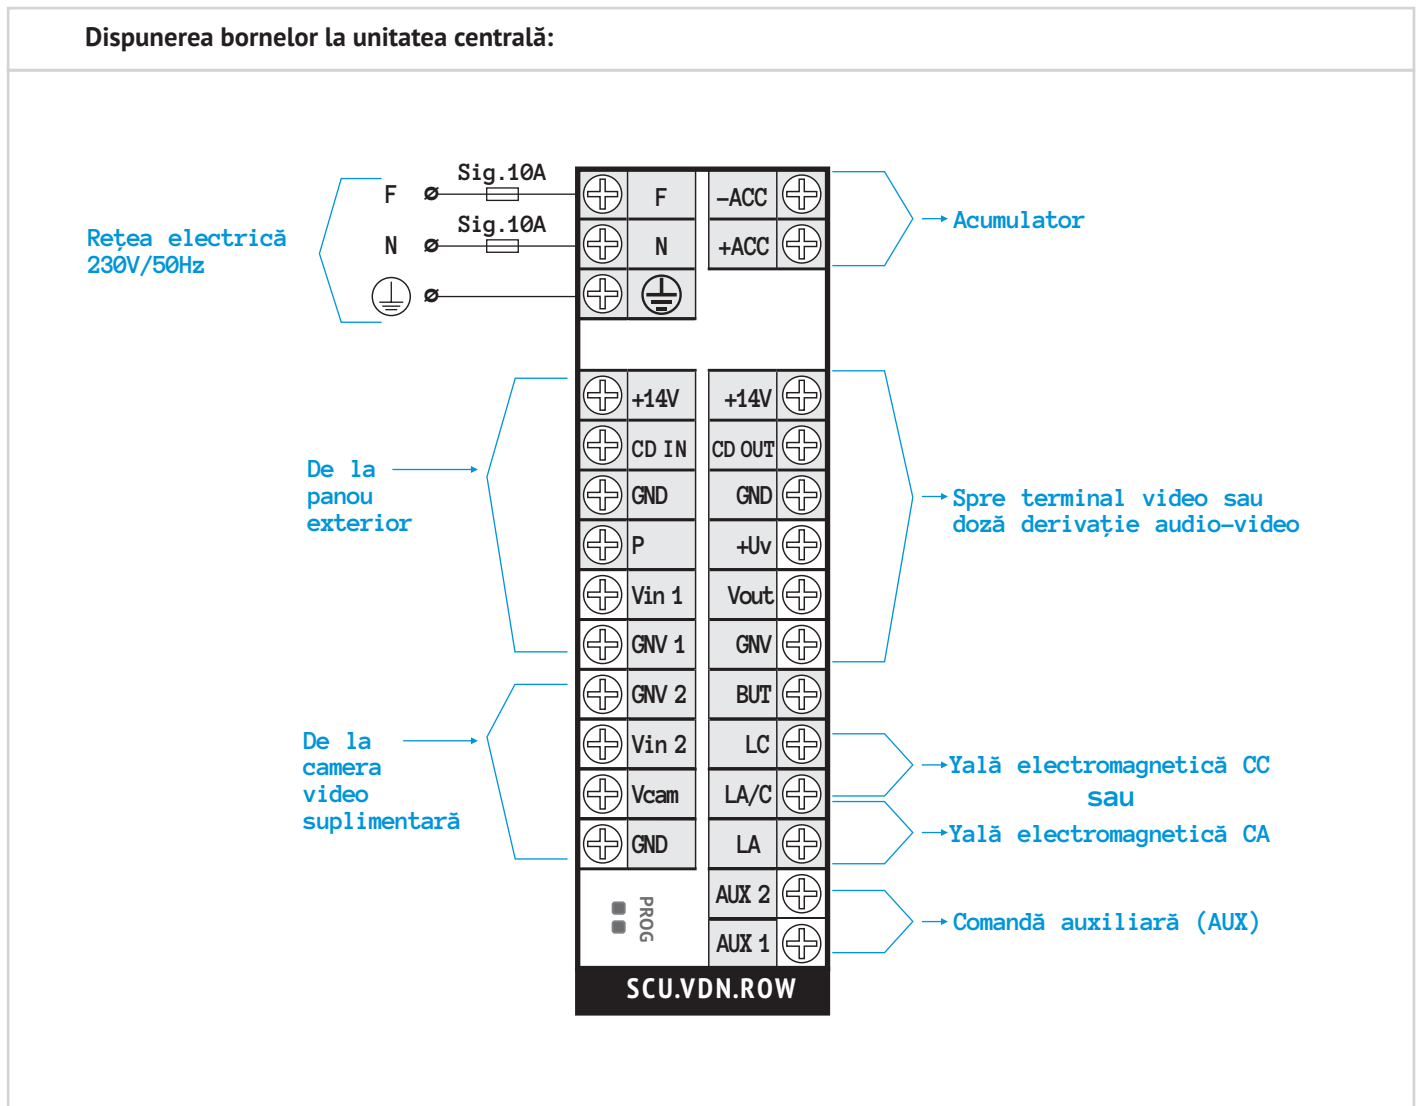 Dispunerea bornelor la unitatea centrală:
Rețea electrică
230V/50Hz
F
Sig.10A
N
Sig.10A
F
N
-ACC
+ACC
Acumulator
De la
panou
exterior
+14V
CD IN
GND
P
Vin 1
GNV 1
+14V
CD OUT
GND
+Uv
Vout
GNV
Spre terminal video sau
doză derivație audio-video
De la
camera
video
suplimentară
GNV 2
Vin 2
Vcam
GND
BUT
LC
LA/C
LA
Yală electromagnetică CC
sau
Yală electromagnetică CA
AUX 2
AUX 1
Comandă auxiliară (AUX)
PROG
SCU.VDN.ROW